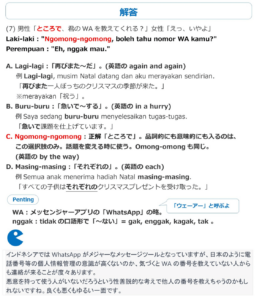 解答
(7) 男性「ところで、君の WA を教えてくれる？」女性「えっ、いやよ」
Laki-laki : "Ngomong-ngomong, boleh tahu nomor WA kamu?"
Perempuan : "Eh, nggak mau."
A. Lagi-lagi :「再びまた～だ」。(英語の again)
例 Lagi-lagi, musim Natal datang dan aku merayakan sendirian.
「再びまた一人ぼっちのクリスマスの季節が来た。」
※merayakan「祝う」。
B. Buru-buru :「急いで～する」。(英語の in a hurry)
例 Saya sedang buru-buru menyelesaikan tugas-tugas.
「急いで課題を仕上げています。」
C. Ngomong-ngomong : 正解「ところで」。品詞的にも意味的にも入るのは、
この選択肢のみ。話題を変える時に使う。Omong-omong も同じ。
(英語の by the way)
D. Masing-masing :「それぞれの」。(英語の each)
例 Semua anak menerima hadiah Natal masing-masing.
「すべての子供はそれぞれのクリスマスプレゼントを受け取った。」
Penting
「ウェーアー」と呼ぶよ
WA : メッセンジャーアプリの「WhatsApp」の略。
nggak : tidak の口語形で「～ない」= gak, enggak, kagak, tak 。
インドネシアでは WhatsApp がメジャーなメッセージツールとなっていますが、日本のように電
話番号等の個人情報管理の意識が高くないのか、気づくと WA の番号を教えていない人から
も連絡が来ることが度々あります。
悪意を持って使う人がいないだろうという性善説的な考えで他人の番号を教えちゃうのかもし
れないですね。良くも悪くもゆるい一面です。